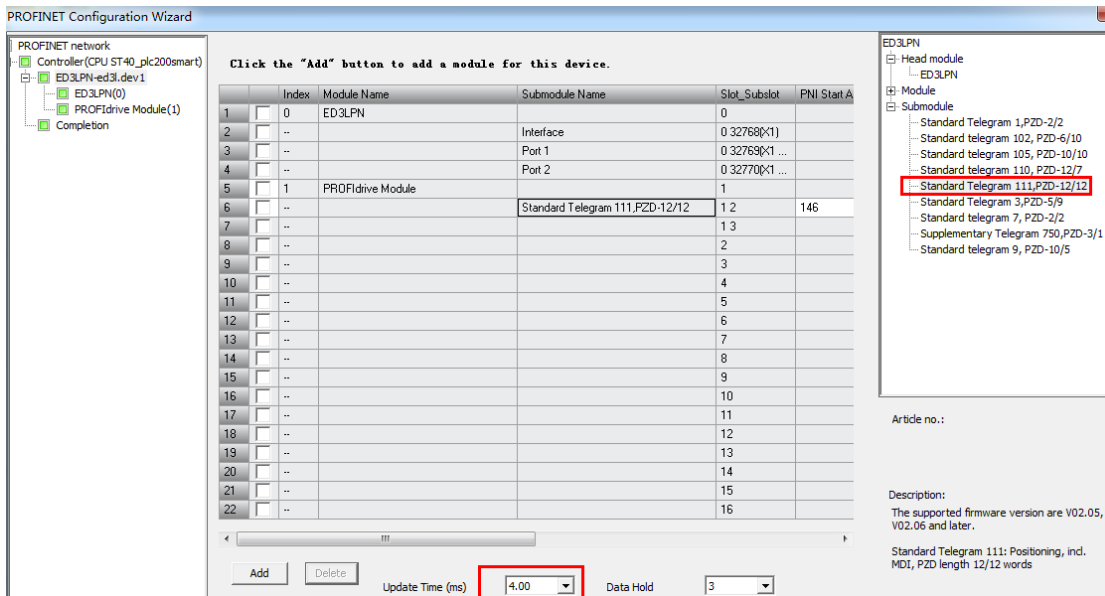 PROFINET Configuration Wizard
PROFINET network
Controller(CPU ST40_plc200smart)
ED3LPN-ed3l.dev1
ED3LPN(0)
PROFIdrive Module(1)
Completion
Click the "Add" button to add a module for this device.
Index Module Name Submodule Name Slot_Subslot PNI Start A
1 0 ED3LPN 0
2 -- Interface 0 32768(X1)
3 -- Port 1 0 32769(X1 ...
4 -- Port 2 0 32770(X1 ...
5 1 PROFIdrive Module 1
6 -- Standard Telegram 111,PZD-12/12 1 2 146
7 -- 1 3
8 -- 2
9 -- 3
10 -- 4
11 -- 5
12 -- 6
13 -- 7
14 -- 8
15 -- 9
16 -- 10
17 -- 11
18 -- 12
19 -- 13
20 -- 14
21 -- 15
22 -- 16
Add Delete Update Time (ms) 4.00 Data Hold 3
ED3LPN
Head module
ED3LPN
Module
Submodule
Standard Telegram 1,PZD-2/2
Standard telegram 102, PZD-6/10
Standard telegram 105, PZD-10/10
Standard telegram 110, PZD-12/7
Standard Telegram 111,PZD-12/12
Standard Telegram 3,PZD-5/9
Standard telegram 7, PZD-2/2
Supplementary Telegram 750,PZD-3/1
Standard telegram 9, PZD-10/5
Article no.:
Description:
The supported firmware version are V02.05,
V02.06 and later.
Standard Telegram 111: Positioning, incl.
MDI, PZD length 12/12 words